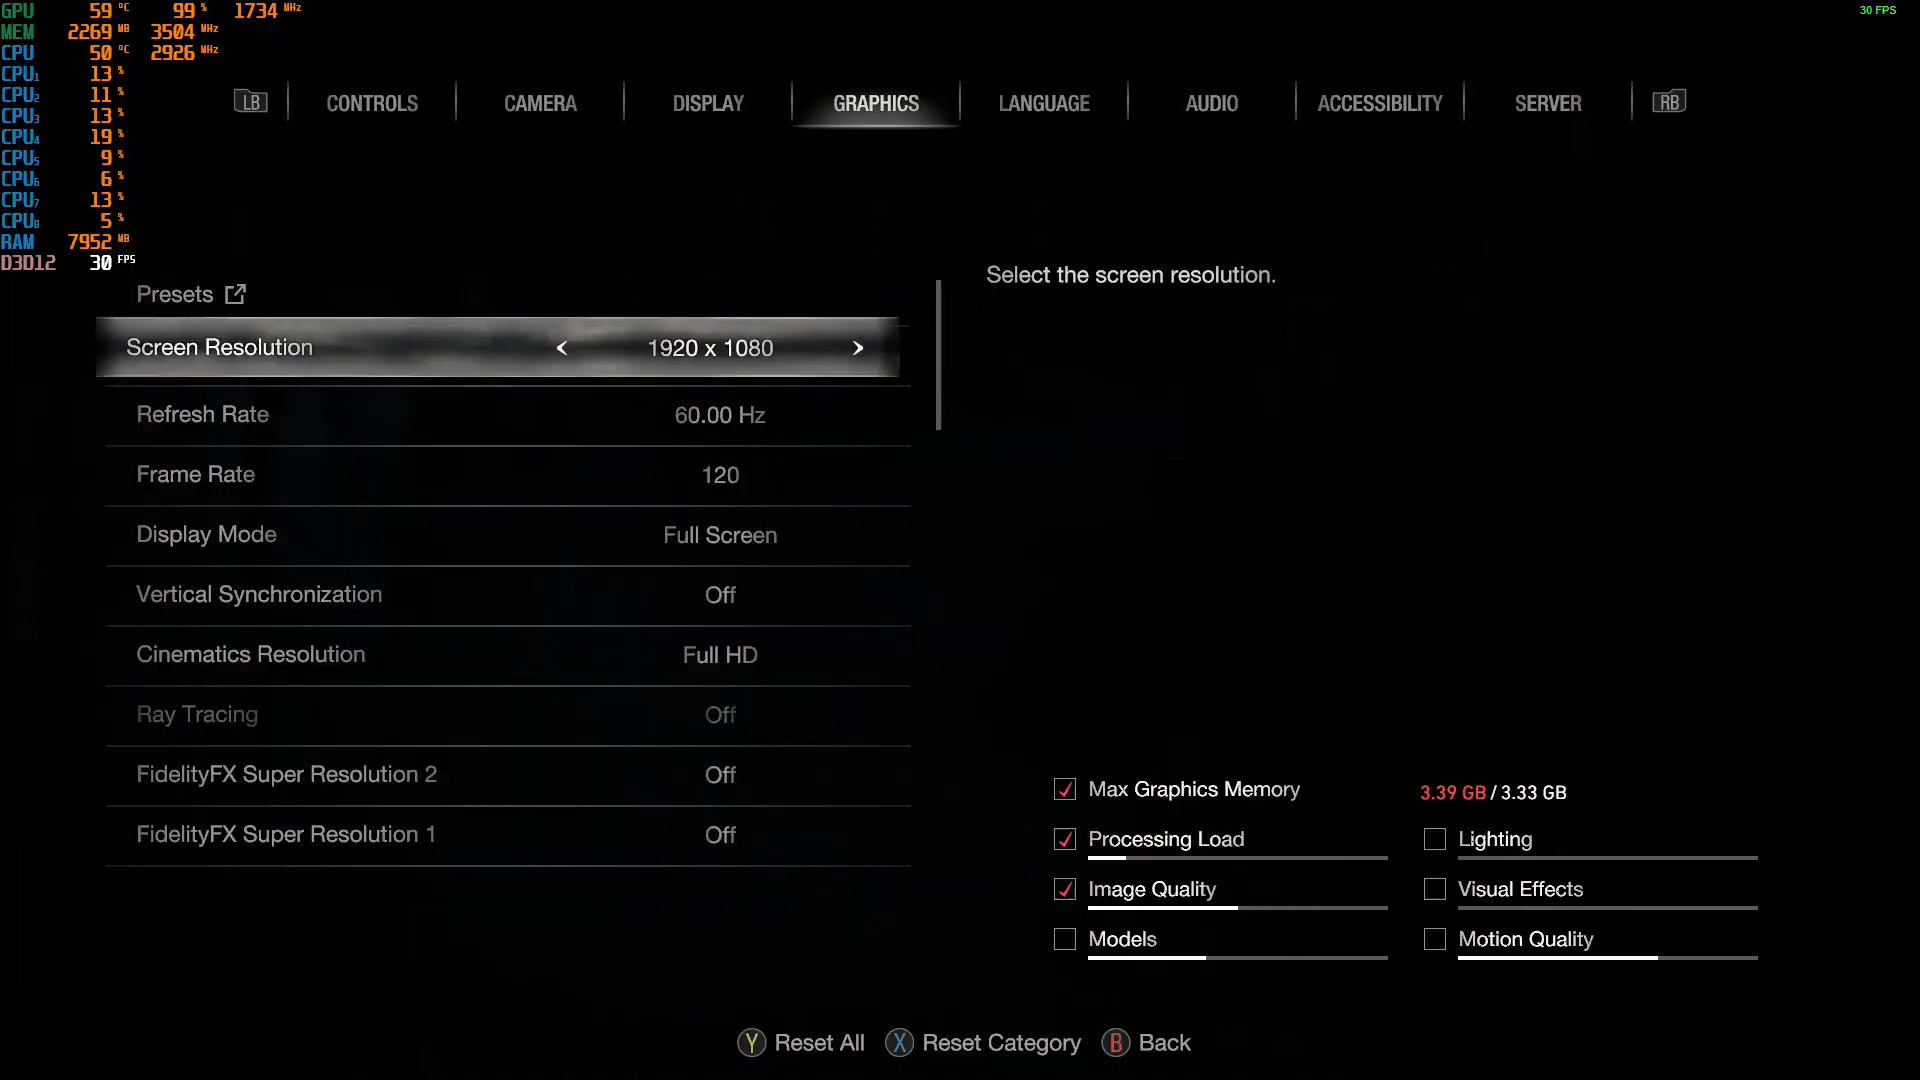 GPU 59 °C 99 % 1734 MHz
30 FPS
MEM 2269 MB 3504 MHz
CPU 50 °C 2926 MHz
CPU1 13 %
CPU2 11 %
CPU3 13 %
CPU4 19 %
CPU5 9 %
CPU6 6 %
CPU7 13 %
CPU8 5 %
RAM 7952 MB
D3D12 30 FPS
LB CONTROLS CAMERA DISPLAY GRAPHICS LANGUAGE AUDIO ACCESSIBILITY SERVER RB
Presets
Screen Resolution < 1920 x 1080 >
Refresh Rate 60.00 Hz
Frame Rate 120
Display Mode Full Screen
Vertical Synchronization Off
Cinematics Resolution Full HD
Ray Tracing Off
FidelityFX Super Resolution 2 Off
FidelityFX Super Resolution 1 Off
Select the screen resolution.
Max Graphics Memory 3.39 GB / 3.33 GB
Processing Load Lighting
Image Quality Visual Effects
Models Motion Quality
Y Reset All X Reset Category B Back